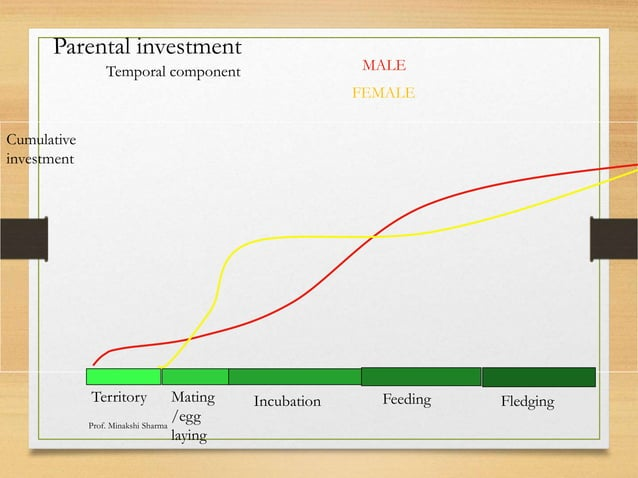 Parental investment
Temporal component
MALE
FEMALE
Cumulative
investment
Territory
Mating
/egg
laying
Incubation
Feeding
Fledging
Prof. Minakshi Sharma